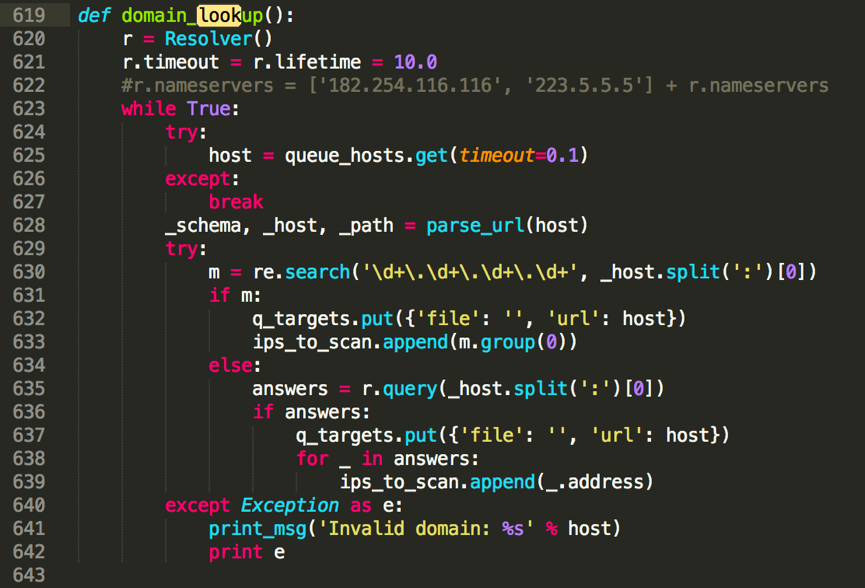 619 def domain_lookup():
620     r = Resolver()
621     r.timeout = r.lifetime = 10.0
622     #r.nameservers = ['182.254.116.116', '223.5.5.5'] + r.nameservers
623     while True:
624         try:
625             host = queue_hosts.get(timeout=0.1)
626         except:
627             break
628         _schema, _host, _path = parse_url(host)
629         try:
630             m = re.search('\d+\.\d+\.\d+\.\d+', _host.split(':')[0])
631             if m:
632                 q_targets.put({'file': '', 'url': host})
633                 ips_to_scan.append(m.group(0))
634             else:
635                 answers = r.query(_host.split(':')[0])
636                 if answers:
637                     q_targets.put({'file': '', 'url': host})
638                     for _ in answers:
639                         ips_to_scan.append(_.address)
640         except Exception as e:
641             print_msg('Invalid domain: %s' % host)
642             print e
643